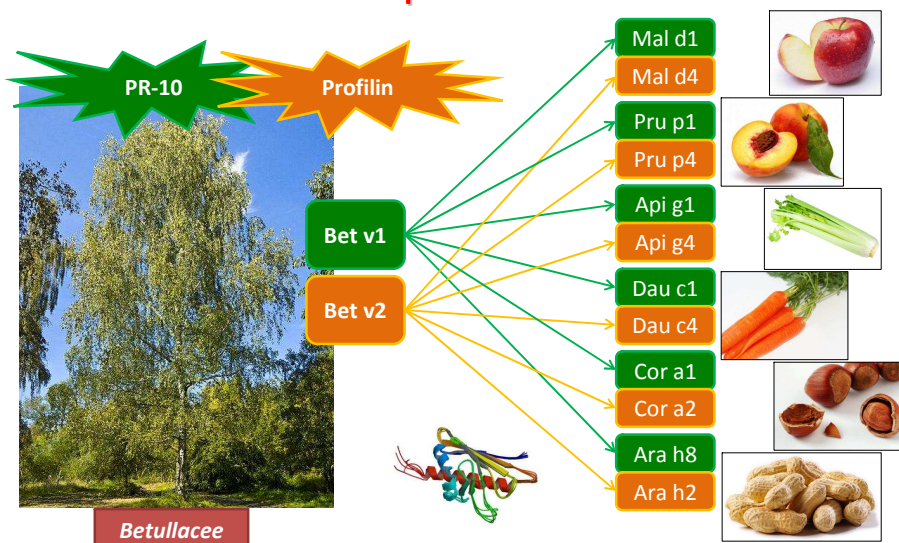 PR-10
Profilin
Bet v1
Bet v2
Betullacee
Mal d1
Mal d4
Pru p1
Pru p4
Api g1
Api g4
Dau c1
Dau c4
Cor a1
Cor a2
Ara h8
Ara h2